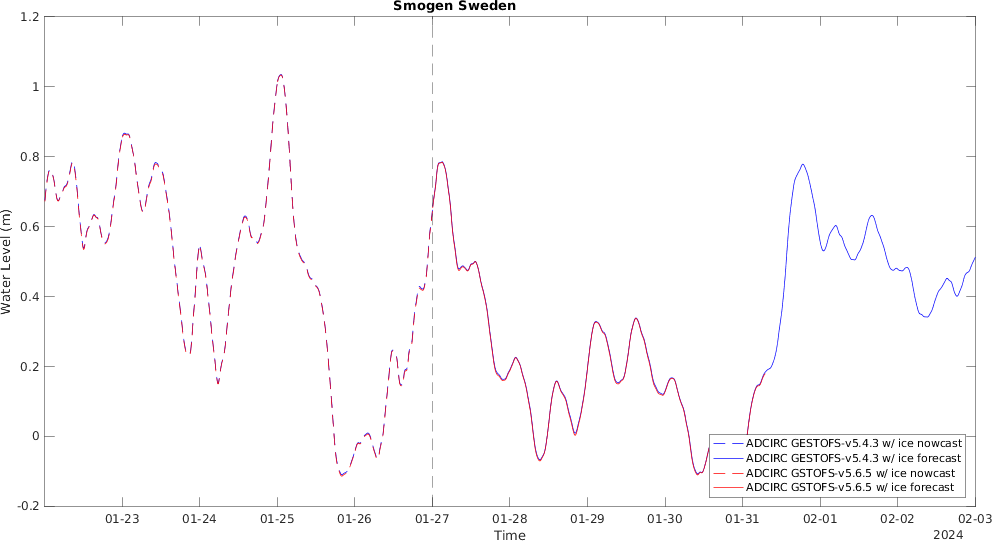 Smogen Sweden
Water Level (m)
1.2
1
0.8
0.6
0.4
0.2
0
-0.2
ADCIRC GESTOFS-v5.4.3 w/ ice nowcast
ADCIRC GESTOFS-v5.4.3 w/ ice forecast
ADCIRC GSTOFS-v5.6.5 w/ ice nowcast
ADCIRC GSTOFS-v5.6.5 w/ ice forecast
01-23 01-24 01-25 01-26 01-27 01-28 01-29 01-30 01-31 02-01 02-02 02-03
Time
2024